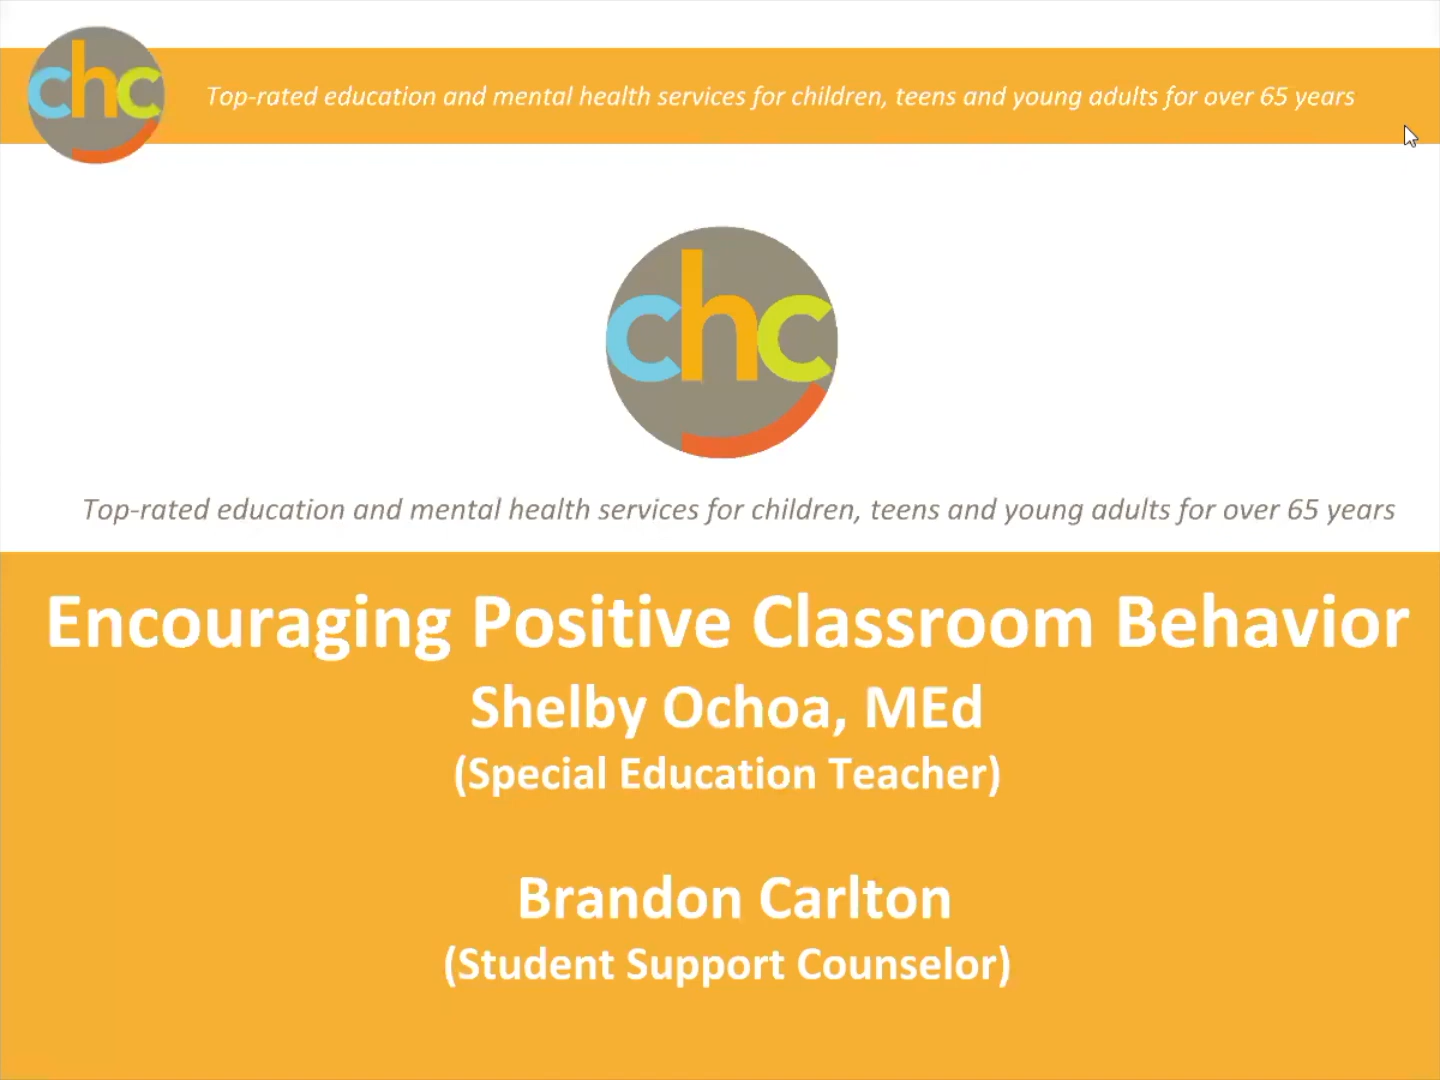 chc
Top-rated education and mental health services for children, teens and young adults for over 65 years
chc
Top-rated education and mental health services for children, teens and young adults for over 65 years
Encouraging Positive Classroom Behavior
Shelby Ochoa, MEd
(Special Education Teacher)
Brandon Carlton
(Student Support Counselor)